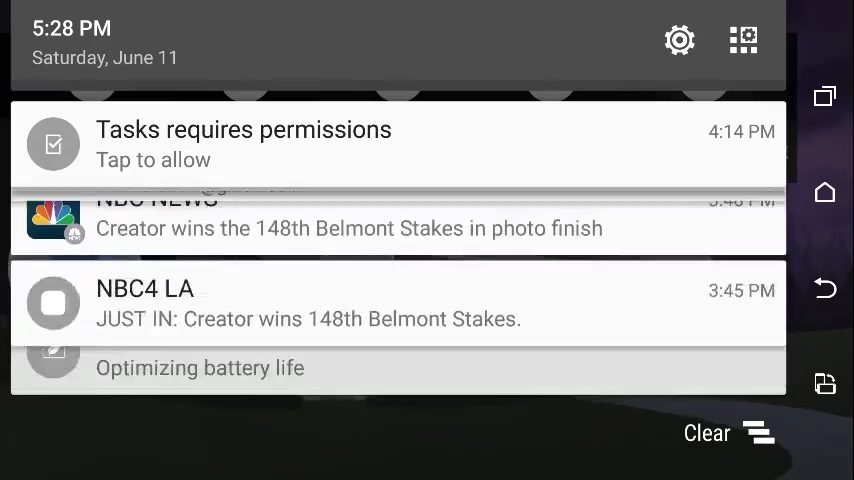 5:28 PM
Saturday, June 11
Tasks requires permissions
4:14 PM
Tap to allow
NBC NEWS
Creator wins the 148th Belmont Stakes in photo finish
NBC4 LA
3:45 PM
JUST IN: Creator wins 148th Belmont Stakes.
Optimizing battery life
Clear